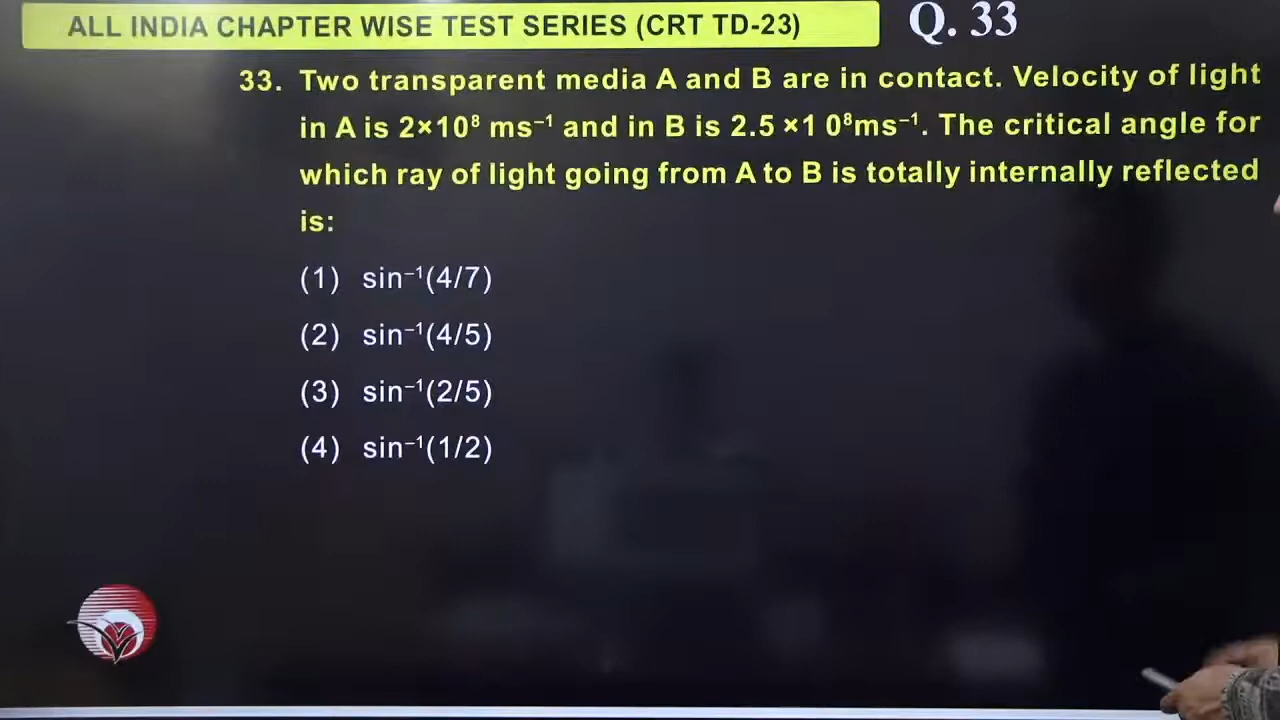 ALL INDIA CHAPTER WISE TEST SERIES (CRT TD-23)
Q. 33
33. Two transparent media A and B are in contact. Velocity of light
in A is 2×10⁸ ms⁻¹ and in B is 2.5 ×1 0⁸ms⁻¹. The critical angle for
which ray of light going from A to B is totally internally reflected
is:
(1) sin⁻¹(4/7)
(2) sin⁻¹(4/5)
(3) sin⁻¹(2/5)
(4) sin⁻¹(1/2)